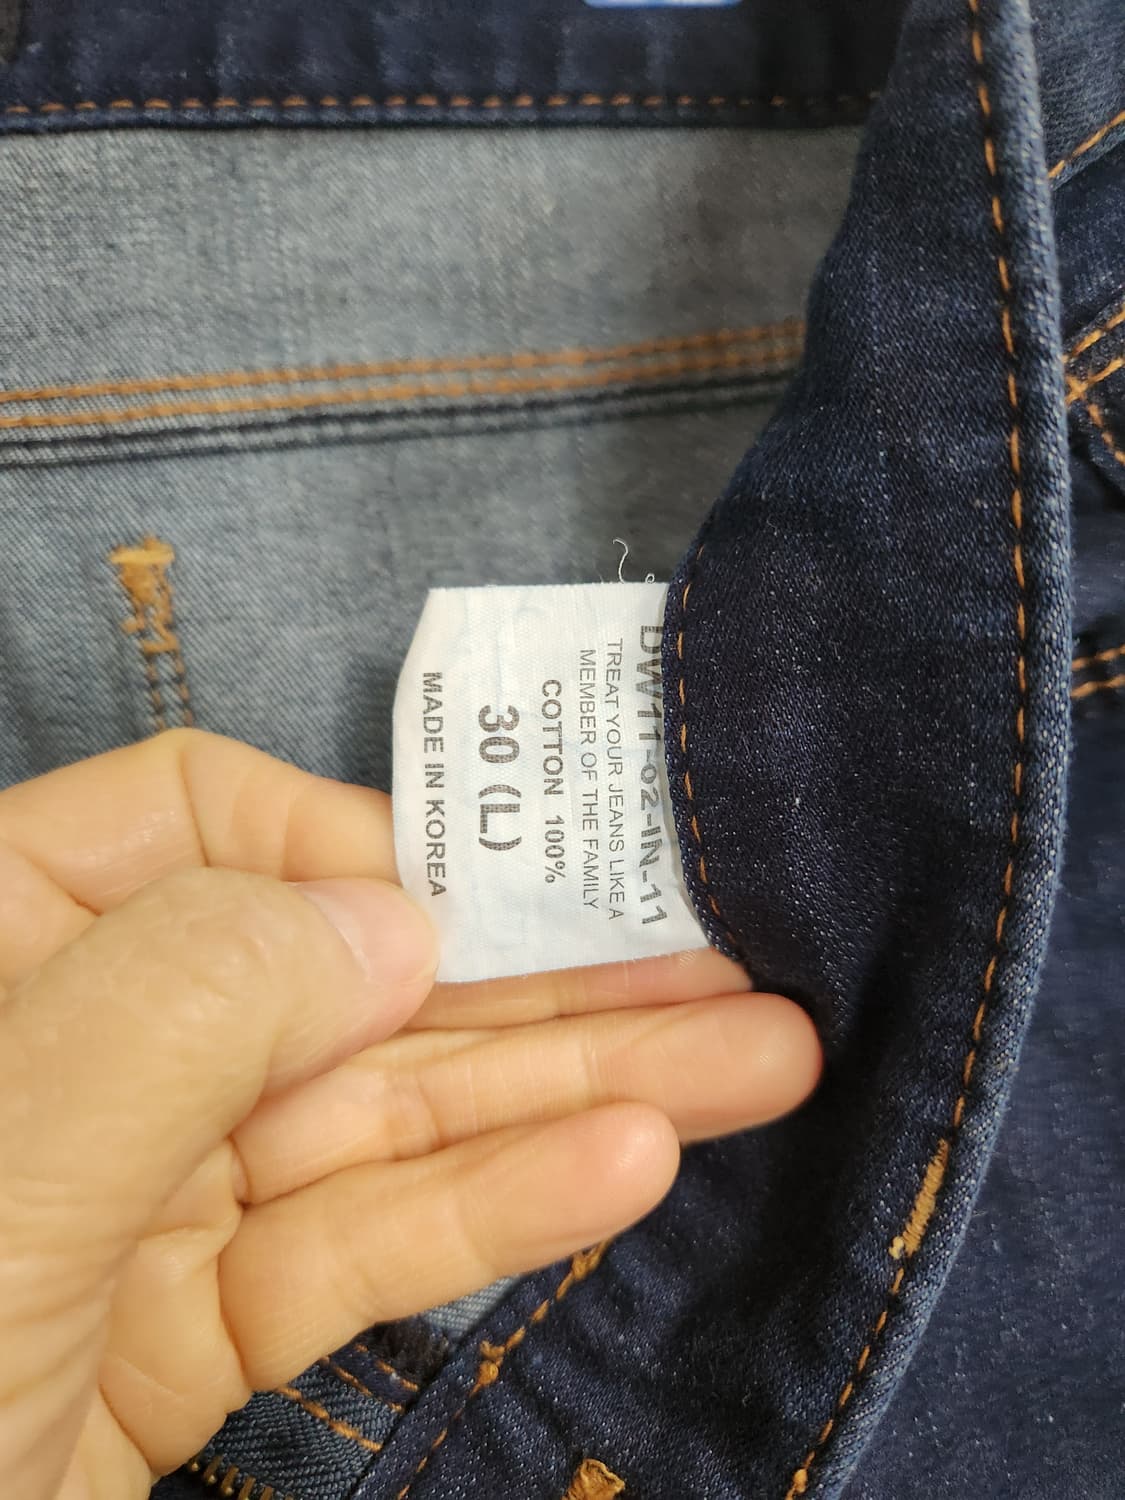 DW11-02-IN-11
TREAT YOUR JEANS LIKE A
MEMBER OF THE FAMILY
COTTON 100%
30 (L)
MADE IN KOREA